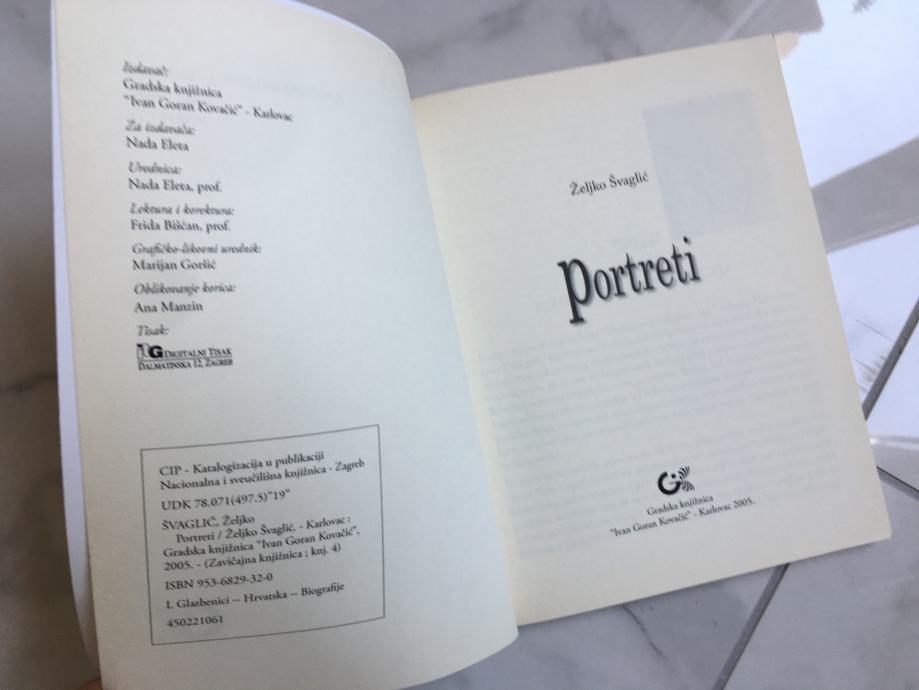 Izdavač:
Gradska knjižnica
"Ivan Goran Kovačić" - Karlovac
Za izdavača:
Nada Eleta
Urednica:
Nada Eleta, prof.
Lektura i korektura:
Frida Bišćan, prof.
Grafičko-likovni urednik:
Marijan Goršić
Oblikovanje korica:
Ana Manzin
Tisak:
DIGITALNI TISAK
DALMATINSKA 12, ZAGREB
CIP - Katalogizacija u publikaciji
Nacionalna i sveučilišna knjižnica - Zagreb
UDK 78.071(497.5)"19"
ŠVAGLIĆ, Željko
Portreti / Željko Švaglić. - Karlovac :
Gradska knjižnica "Ivan Goran Kovačić",
2005. - (Zavičajna knjižnica ; knj. 4)
ISBN 953-6829-32-0
I. Glazbenici -- Hrvatska -- Biografije
450221061
Željko Švaglić
portreti
Gradska knjižnica
"Ivan Goran Kovačić" - Karlovac 2005.